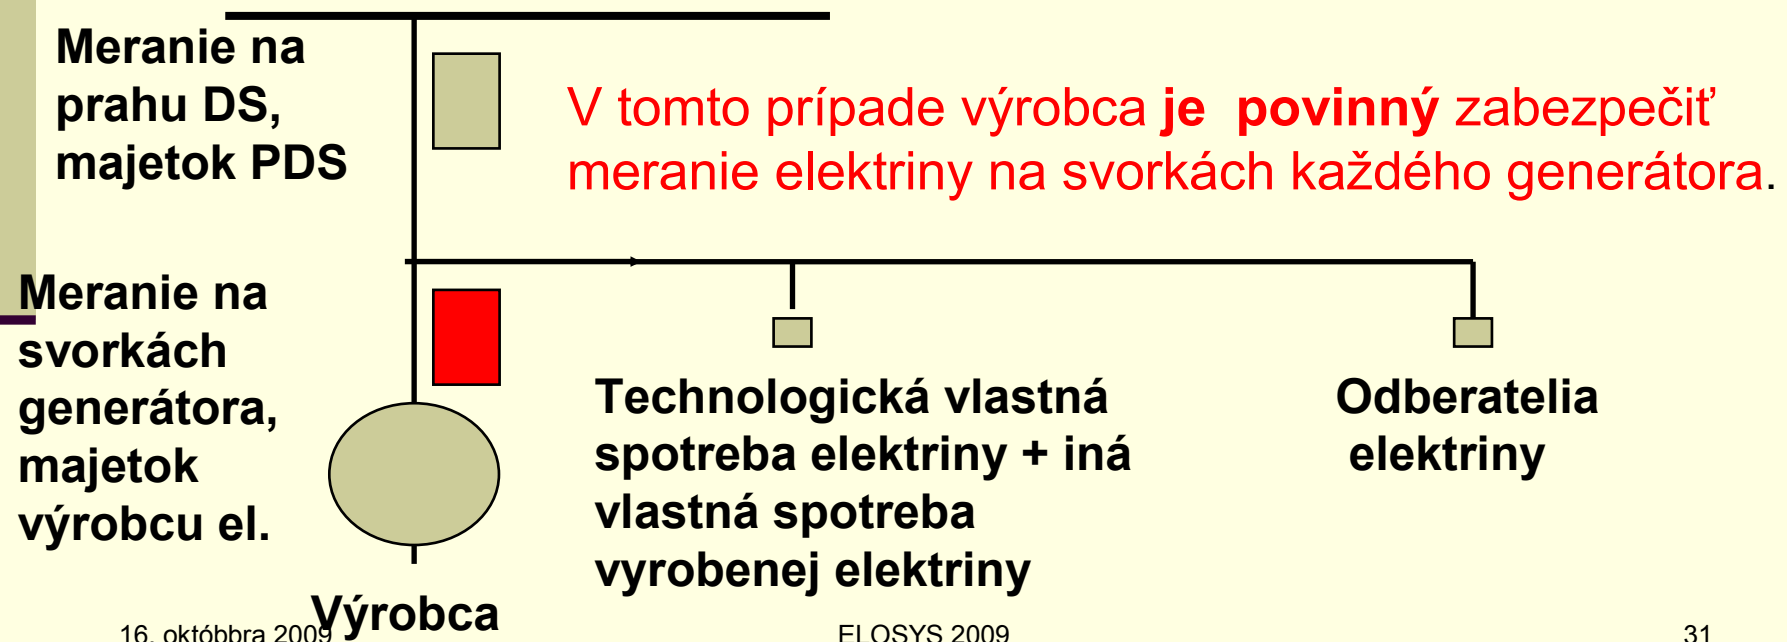 Meranie na
prahu DS,
majetok PDS
V tomto prípade výrobca je povinný zabezpečiť
meranie elektriny na svorkách každého generátora.
Meranie na
svorkách
generátora,
majetok
výrobcu el.
Technologická vlastná
spotreba elektriny + iná
vlastná spotreba
vyrobenej elektriny
Odberatelia
elektriny
Výrobca
16. októbbra 2009
ELOSYS 2009
31